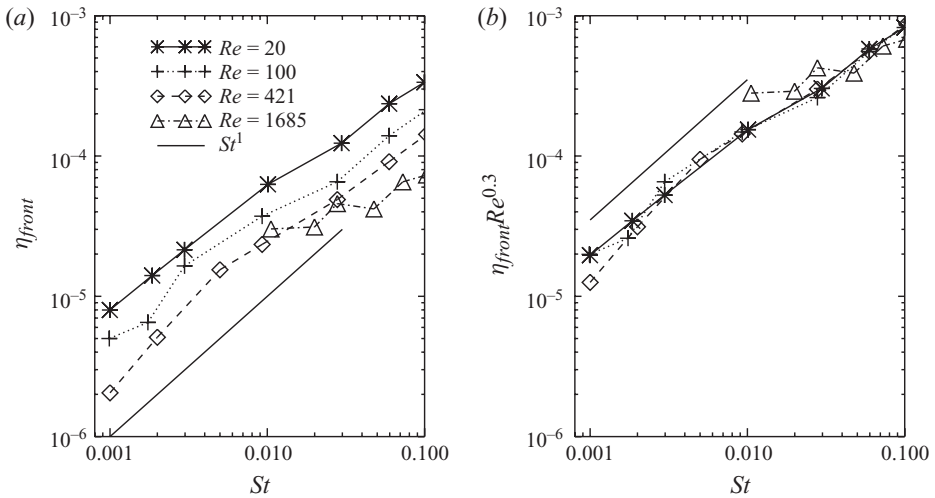 (a)
10⁻³
10⁻⁴
10⁻⁵
10⁻⁶
η_front
Re = 20
Re = 100
Re = 421
Re = 1685
St¹
0.001
0.010
0.100
St
(b)
10⁻³
10⁻⁴
10⁻⁵
10⁻⁶
η_front Re^0.3
0.001
0.010
0.100
St